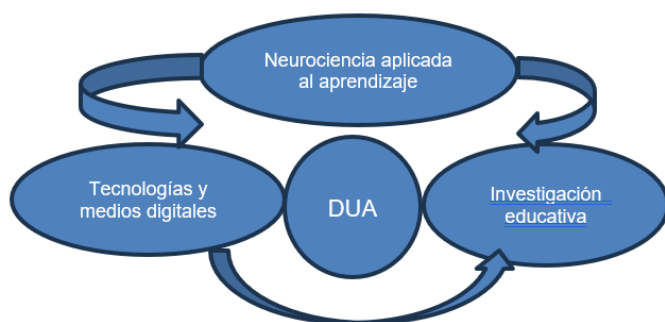 Neurociencia aplicada
al aprendizaje
Tecnologías y
medios digitales
DUA
Investigación
educativa